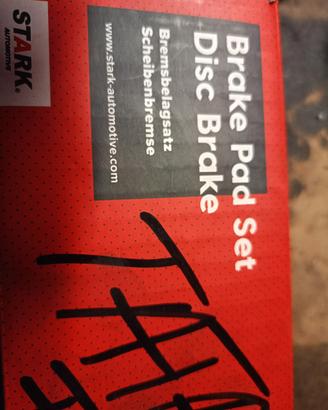 STARK.
AUTOMOTIVE
Brake Pad Set
Disc Brake
Bremsbelagsatz
Scheibenbremse
www.stark-automotive.com